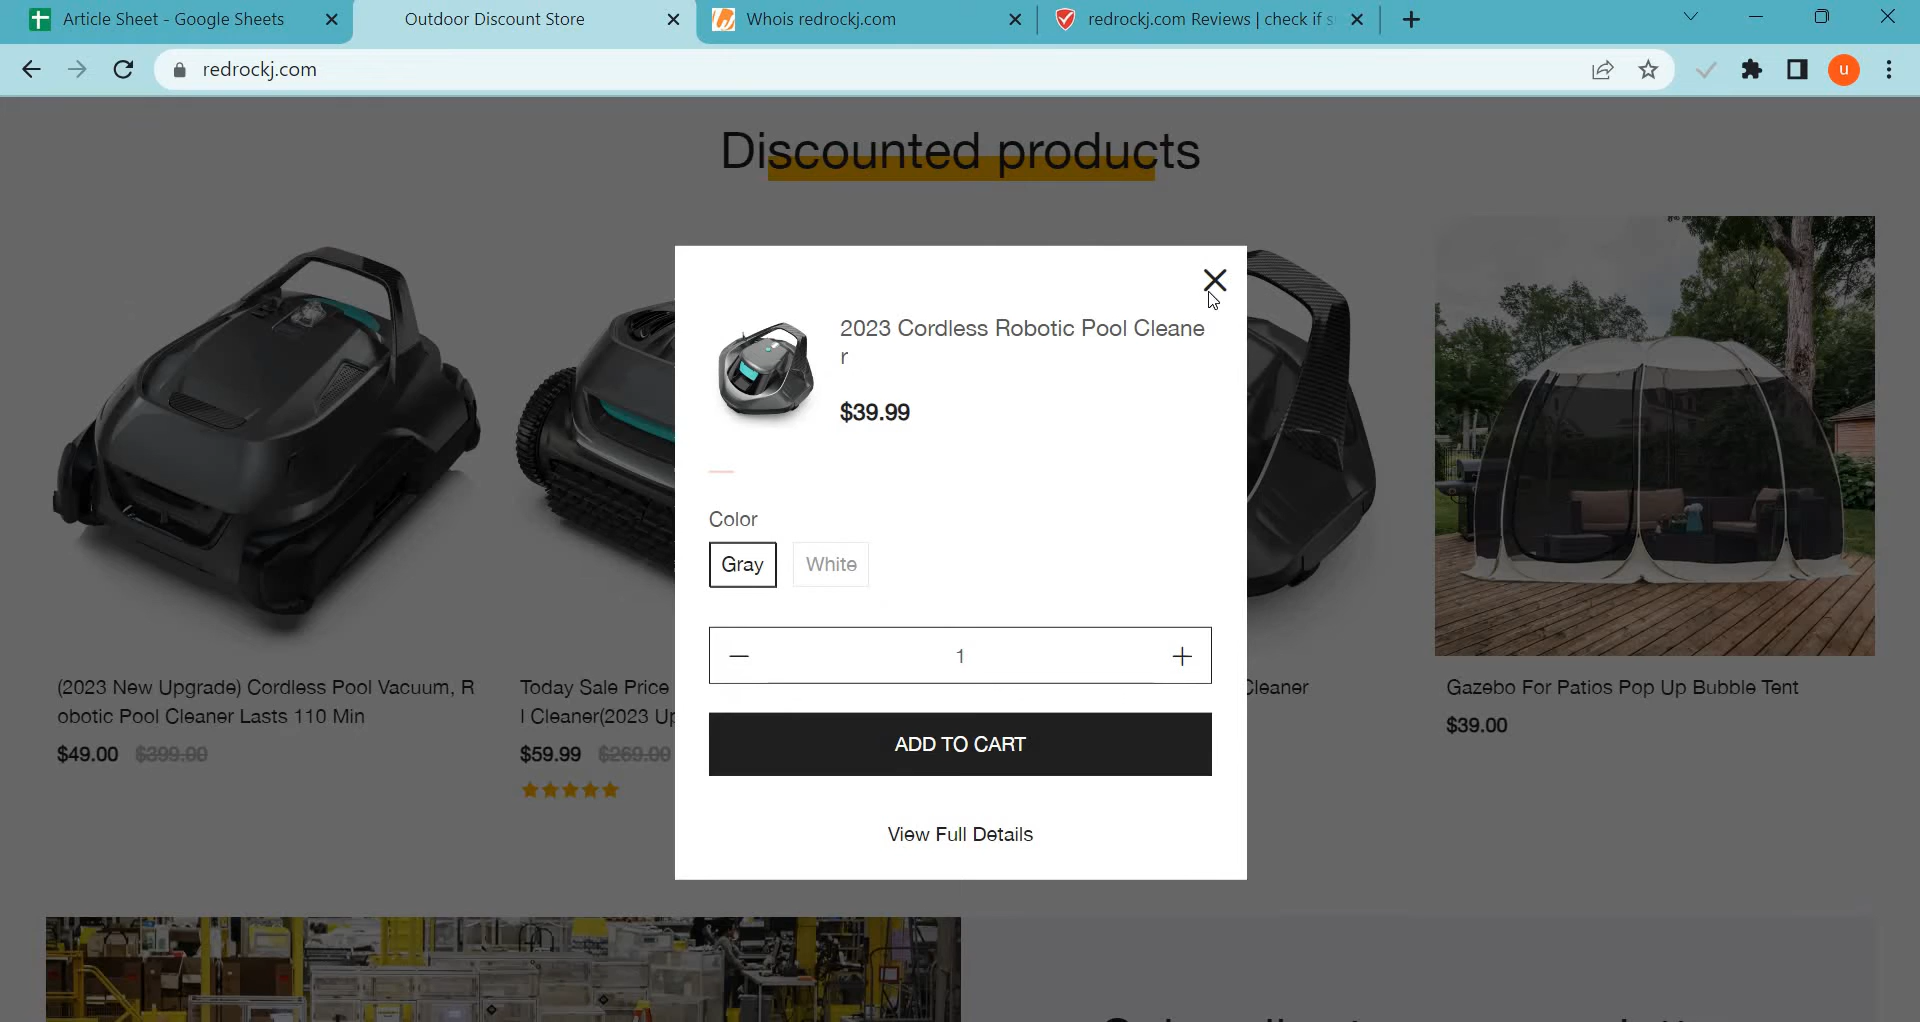 Article Sheet - Google Sheets
Outdoor Discount Store
Whois redrockj.com
redrockj.com Reviews | check if s
redrockj.com
u
Discounted products
2023 Cordless Robotic Pool Cleane
r
$39.99
Color
Gray White
1
ADD TO CART
View Full Details
(2023 New Upgrade) Cordless Pool Vacuum, R
obotic Pool Cleaner Lasts 110 Min
$49.00 $399.00
Today Sale Price
l Cleaner(2023 Up
$59.99 $269.00
Cleaner
Gazebo For Patios Pop Up Bubble Tent
$39.00